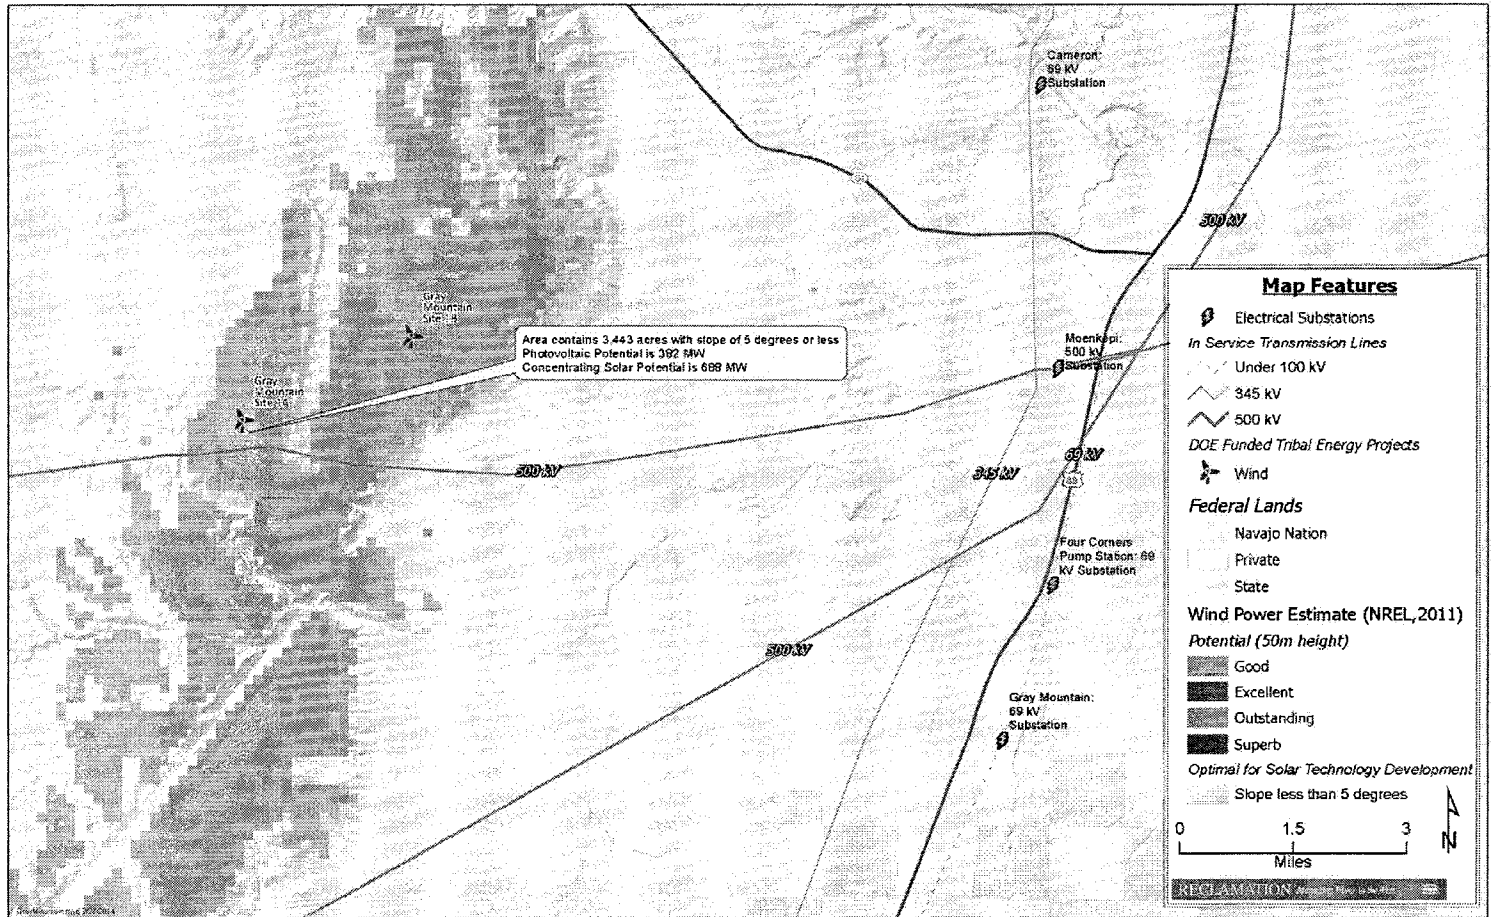 Cameron:
69 kV
Substation
500 kV
Gray
Mountain
Area contains 3,443 acres with slope of 5 degrees or less
Photovoltaic Potential is 382 MW
Concentrating Solar Potential is 688 MW
Gray
Mountain
Moenkopi:
500 kV
Substation
500 kV
345 kV
69 kV
89
Four Corners
Pump Station: 69
KV Substation
500 kV
Gray Mountain:
69 kV
Substation
Map Features
Electrical Substations
In Service Transmission Lines
Under 100 kV
345 kV
500 kV
DOE Funded Tribal Energy Projects
Wind
Federal Lands
Navajo Nation
Private
State
Wind Power Estimate (NREL,2011)
Potential (50m height)
Good
Excellent
Outstanding
Superb
Optimal for Solar Technology Development
Slope less than 5 degrees
0 1.5 3
Miles
N
RECLAMATION